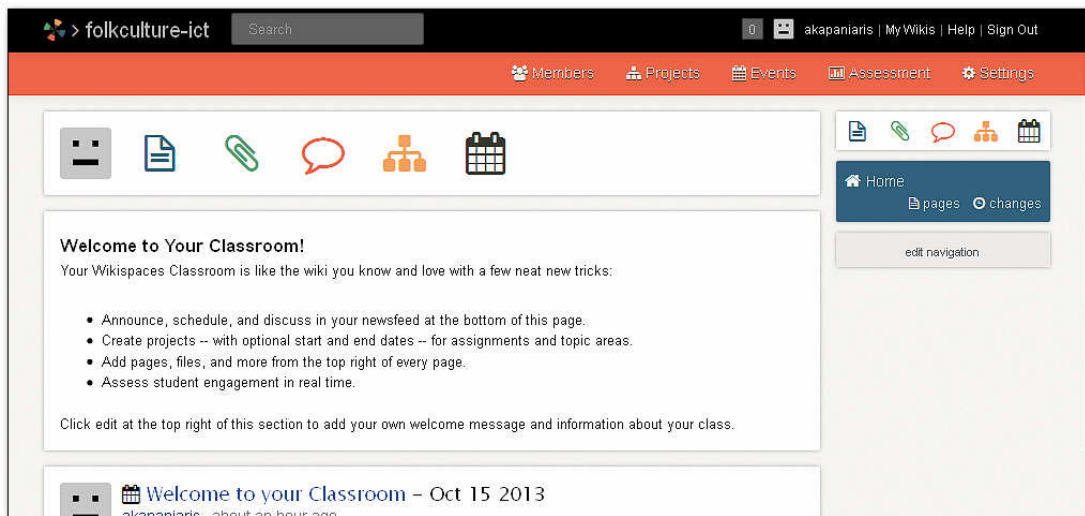 > folkculture-ict
Search
0 akapaniaris | My Wikis | Help | Sign Out
Members Projects Events Assessment Settings
Home
pages changes
edit navigation
Welcome to Your Classroom!
Your Wikispaces Classroom is like the wiki you know and love with a few neat new tricks:
• Announce, schedule, and discuss in your newsfeed at the bottom of this page.
• Create projects -- with optional start and end dates -- for assignments and topic areas.
• Add pages, files, and more from the top right of every page.
• Assess student engagement in real time.
Click edit at the top right of this section to add your own welcome message and information about your class.
Welcome to your Classroom – Oct 15 2013
akapaniaris about an hour ago